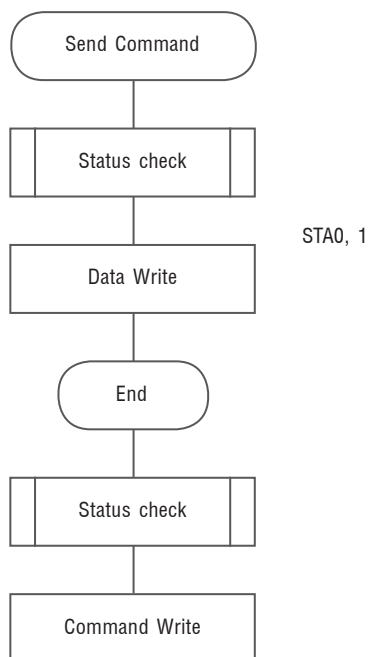 Send Command
Status check
STA0, 1
Data Write
End
Status check
Command Write